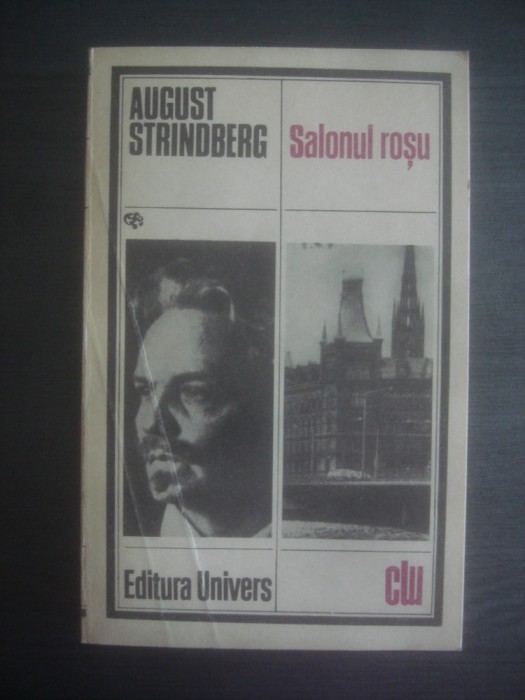 AUGUST
STRINDBERG
Salonul roșu
Editura Univers
clu